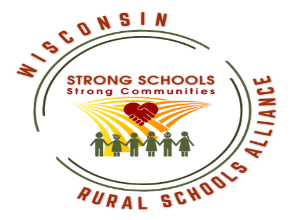 WISCONSIN
STRONG SCHOOLS
Strong Communities
RURAL SCHOOLS ALLIANCE